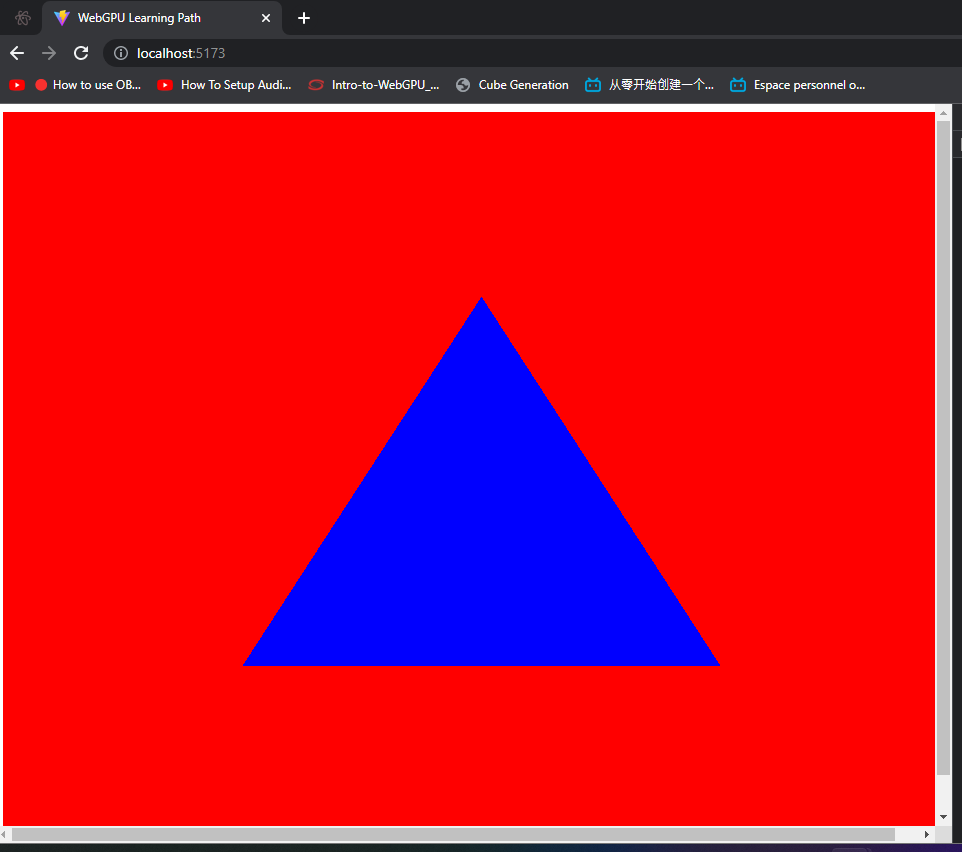 WebGPU Learning Path
localhost:5173
How to use OB... How To Setup Audi... Intro-to-WebGPU_... Cube Generation 从零开始创建一个... Espace personnel o...